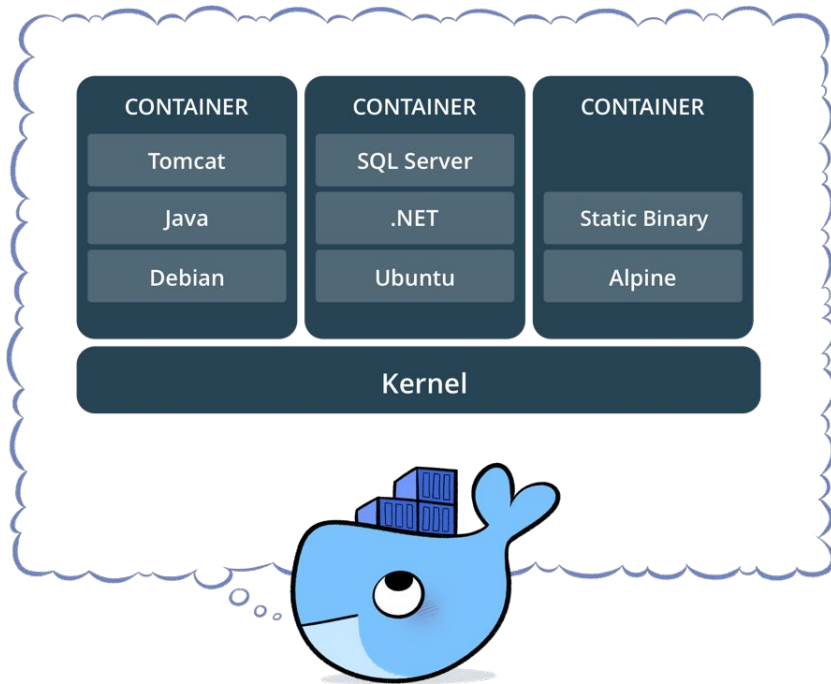 CONTAINER
Tomcat
Java
Debian
CONTAINER
SQL Server
.NET
Ubuntu
CONTAINER
Static Binary
Alpine
Kernel